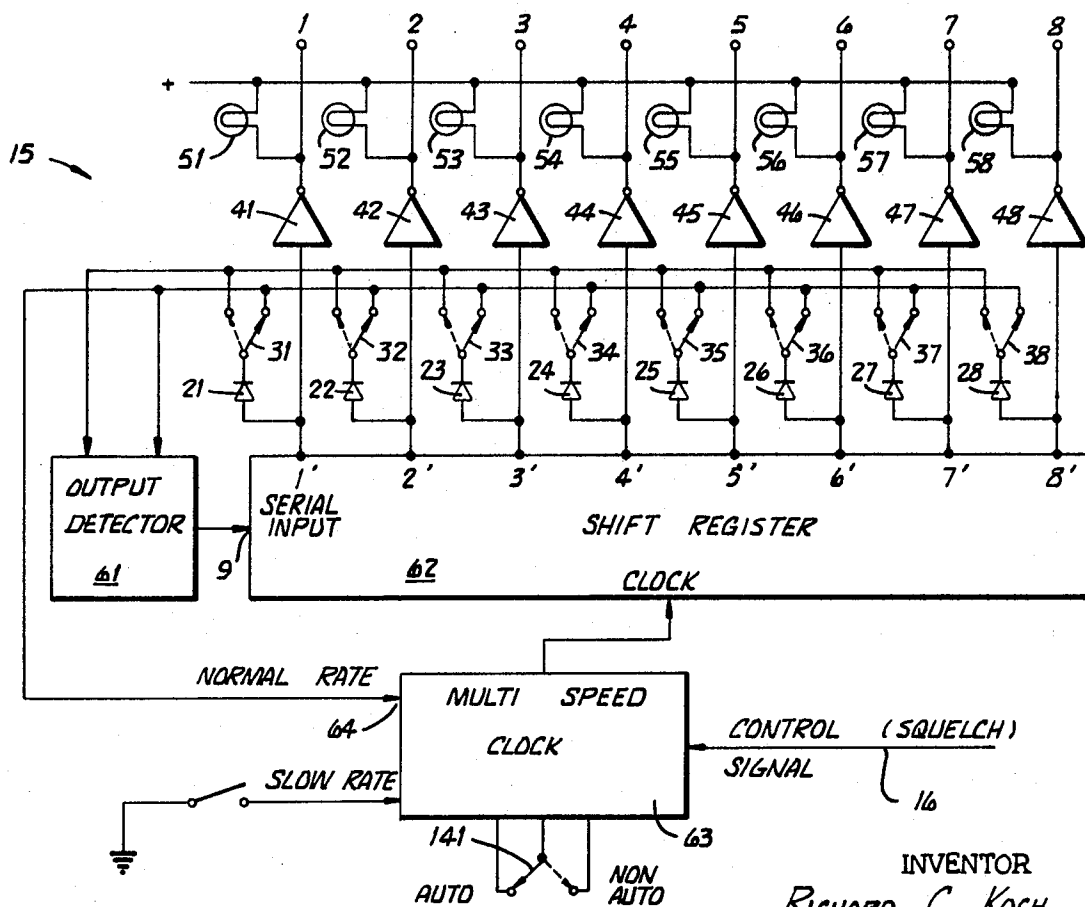 1 2 3 4 5 6 7 8
+
51 52 53 54 55 56 57 58
15
41 42 43 44 45 46 47 48
31 32 33 34 35 36 37 38
21 22 23 24 25 26 27 28
1' 2' 3' 4' 5' 6' 7' 8'
OUTPUT DETECTOR
61
SERIAL INPUT
9
SHIFT REGISTER
62
CLOCK
NORMAL RATE
64
MULTI SPEED
CLOCK
CONTROL (SQUELCH)
SIGNAL
16
SLOW RATE
63
141
AUTO
NON AUTO
INVENTOR
RICHARD C. KOCH